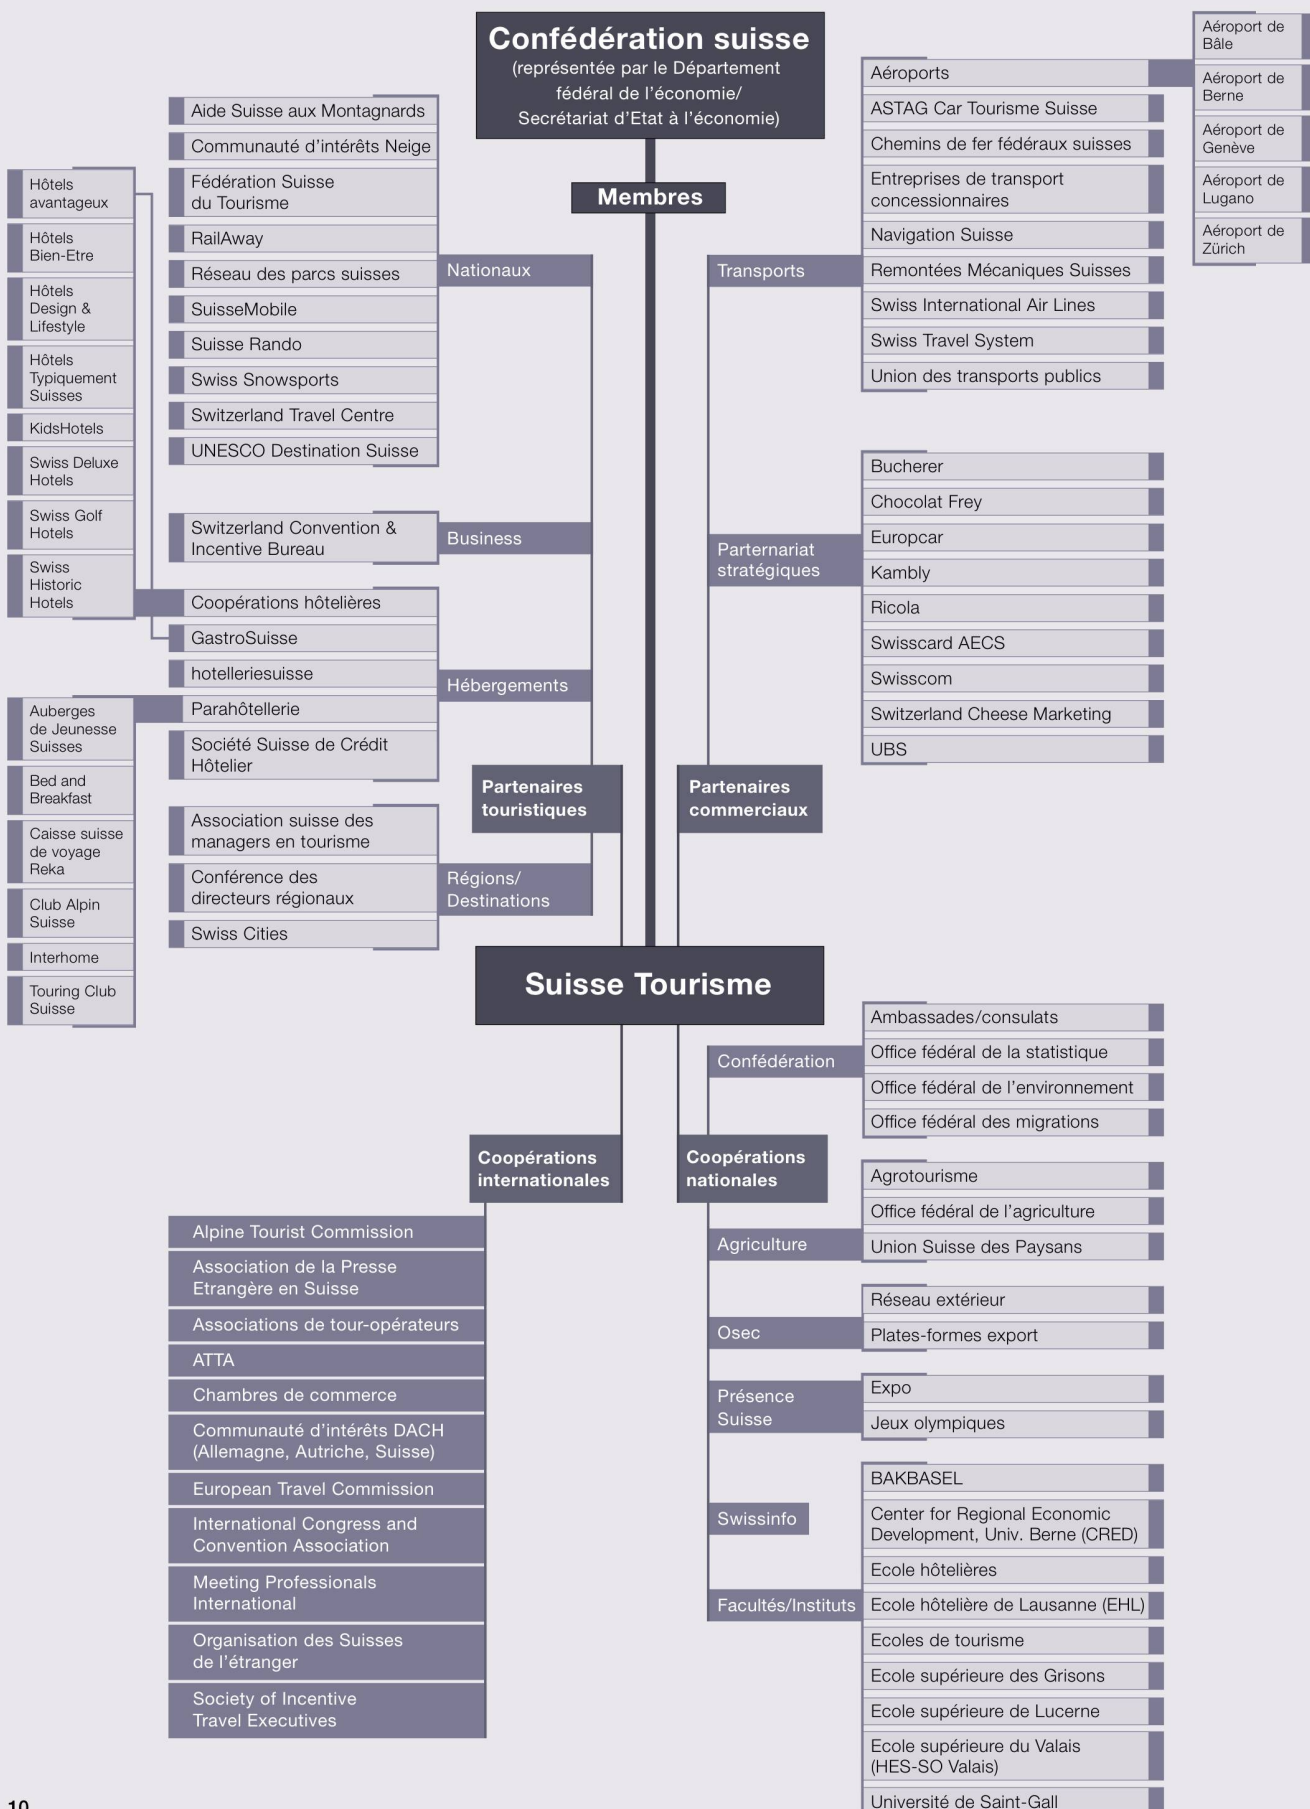 Confédération suisse
(représentée par le Département
fédéral de l'économie/
Secrétariat d'Etat à l'économie)
Membres
Aide Suisse aux Montagnards
Communauté d'intérêts Neige
Fédération Suisse
du Tourisme
RailAway
Réseau des parcs suisses
SuisseMobile
Suisse Rando
Swiss Snowsports
Switzerland Travel Centre
UNESCO Destination Suisse
Nationaux
Switzerland Convention &
Incentive Bureau
Business
Hôtels
avantageux
Hôtels
Bien-Etre
Hôtels
Design &
Lifestyle
Hôtels
Typiquement
Suisses
KidsHotels
Swiss Deluxe
Hotels
Swiss Golf
Hotels
Swiss
Historic
Hotels
Coopérations hôtelières
GastroSuisse
hotelleriesuisse
Parahôtellerie
Société Suisse de Crédit
Hôtelier
Hébergements
Auberges
de Jeunesse
Suisses
Bed and
Breakfast
Caisse suisse
de voyage
Reka
Club Alpin
Suisse
Interhome
Touring Club
Suisse
Association suisse des
managers en tourisme
Conférence des
directeurs régionaux
Swiss Cities
Régions/
Destinations
Partenaires
touristiques
Partenaires
commerciaux
Transports
Aéroports
ASTAG Car Tourisme Suisse
Chemins de fer fédéraux suisses
Entreprises de transport
concessionnaires
Navigation Suisse
Remontées Mécaniques Suisses
Swiss International Air Lines
Swiss Travel System
Union des transports publics
Aéroport de
Bâle
Aéroport de
Berne
Aéroport de
Genève
Aéroport de
Lugano
Aéroport de
Zürich
Parternariat
stratégiques
Bucherer
Chocolat Frey
Europcar
Kambly
Ricola
Swisscard AECS
Swisscom
Switzerland Cheese Marketing
UBS
Suisse Tourisme
Coopérations
internationales
Alpine Tourist Commission
Association de la Presse
Etrangère en Suisse
Associations de tour-opérateurs
ATTA
Chambres de commerce
Communauté d'intérêts DACH
(Allemagne, Autriche, Suisse)
European Travel Commission
International Congress and
Convention Association
Meeting Professionals
International
Organisation des Suisses
de l'étranger
Society of Incentive
Travel Executives
Coopérations
nationales
Confédération
Ambassades/consulats
Office fédéral de la statistique
Office fédéral de l'environnement
Office fédéral des migrations
Agriculture
Agrotourisme
Office fédéral de l'agriculture
Union Suisse des Paysans
Osec
Réseau extérieur
Plates-formes export
Présence
Suisse
Expo
Jeux olympiques
Swissinfo
Facultés/Instituts
BAKBASEL
Center for Regional Economic
Development, Univ. Berne (CRED)
Ecole hôtelières
Ecole hôtelière de Lausanne (EHL)
Ecoles de tourisme
Ecole supérieure des Grisons
Ecole supérieure de Lucerne
Ecole supérieure du Valais
(HES-SO Valais)
Université de Saint-Gall
10